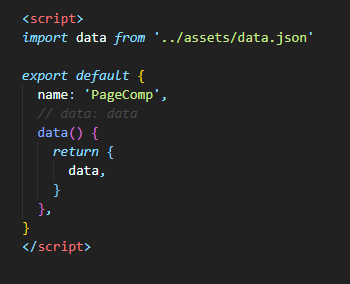 <script>
import data from '../assets/data.json'
export default {
name: 'PageComp',
// data: data
data() {
return {
data,
}
},
}
</script>